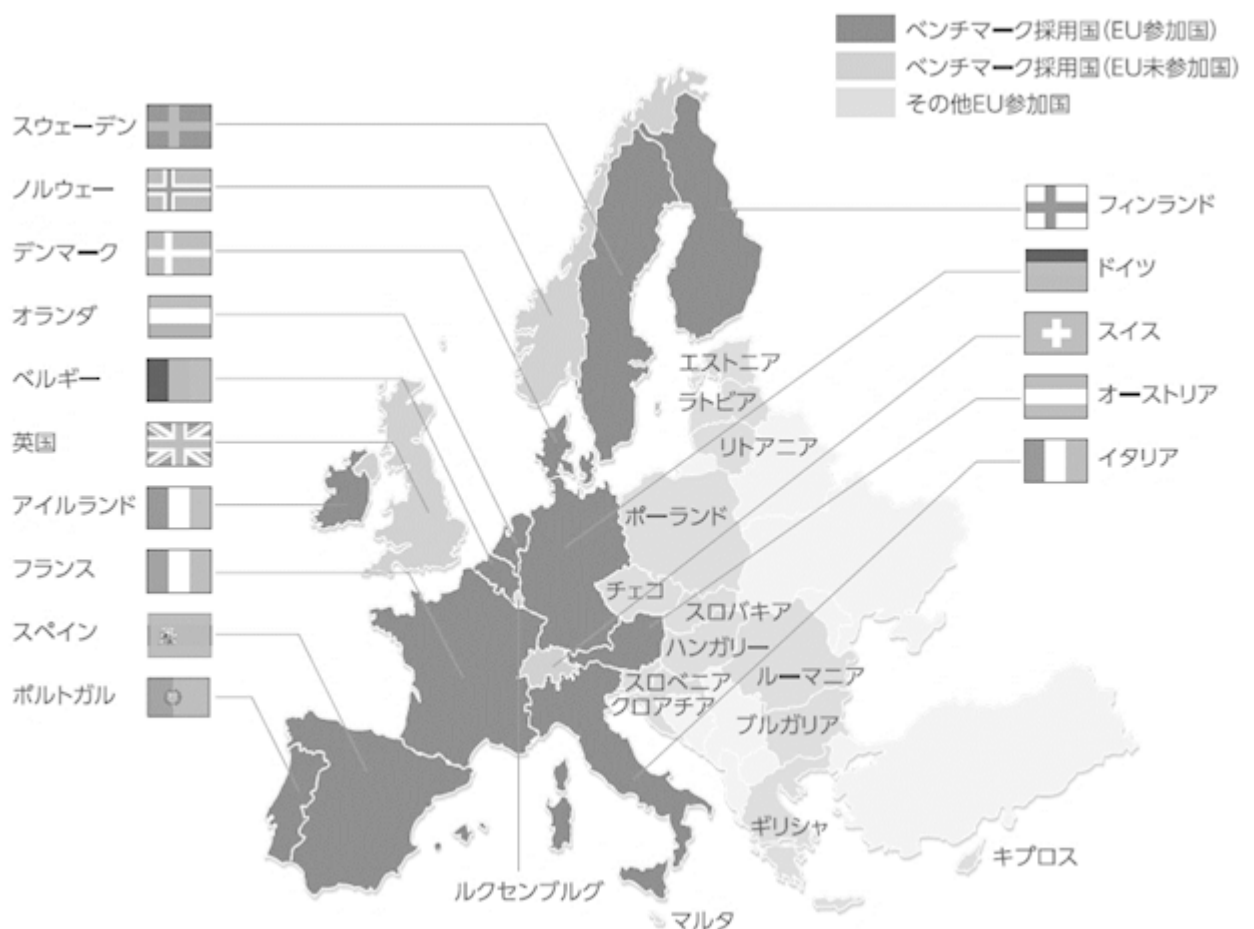 ベンチマーク採用国(EU参加国)
ベンチマーク採用国(EU未参加国)
その他EU参加国
スウェーデン
ノルウェー
デンマーク
オランダ
ベルギー
英国
アイルランド
フランス
スペイン
ポルトガル
フィンランド
ドイツ
スイス
オーストリア
イタリア
エストニア
ラトビア
リトアニア
ポーランド
チェコ
スロバキア
ハンガリー
スロベニア
ルーマニア
クロアチア
ブルガリア
ギリシャ
キプロス
ルクセンブルグ
マルタ